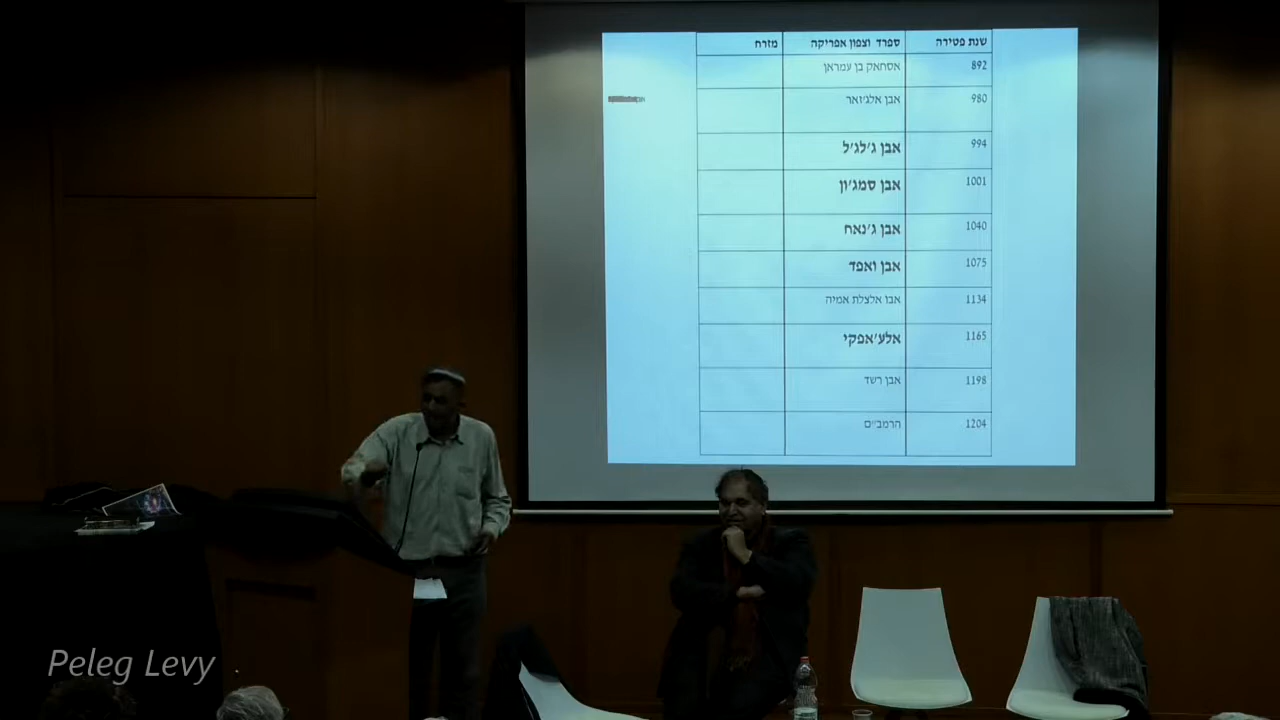 שנת פטירה ספרד וצפון אפריקה מזרח
892 אסחאק בן עמראן
980 אבן אלג׳זאר
994 אבן ג׳לג׳ל
1001 אבן סמג׳ון
1040 אבן ג׳נאח
1075 אבן ואפד
1134 אבו אלצלת אמיה
1165 אלע׳אפקי
1198 אבן רשד
1204 הרמב״ם
Peleg Levy